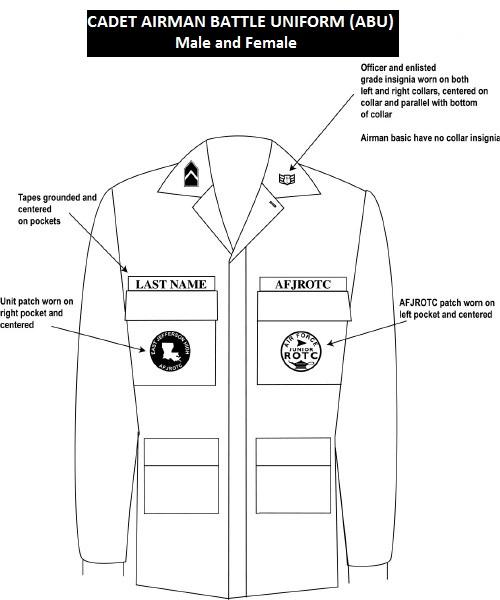 CADET AIRMAN BATTLE UNIFORM (ABU)
Male and Female
Officer and enlisted
grade insignia worn on both
left and right collars, centered on
collar and parallel with bottom
of collar
Airman basic have no collar insignia
Tapes grounded and
centered
on pockets
LAST NAME
AFJROTC
Unit patch worn on
right pocket and
centered
AFJROTC patch worn on
left pocket and centered
EAST JEFFERSON HIGH
AFJROTC
AIR FORCE
JUNIOR
ROTC